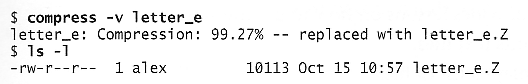 $ compress -v letter_e
letter_e: Compression: 99.27% -- replaced with letter_e.Z
$ ls -l
-rw-r--r-- 1 alex 10113 Oct 15 10:57 letter_e.Z